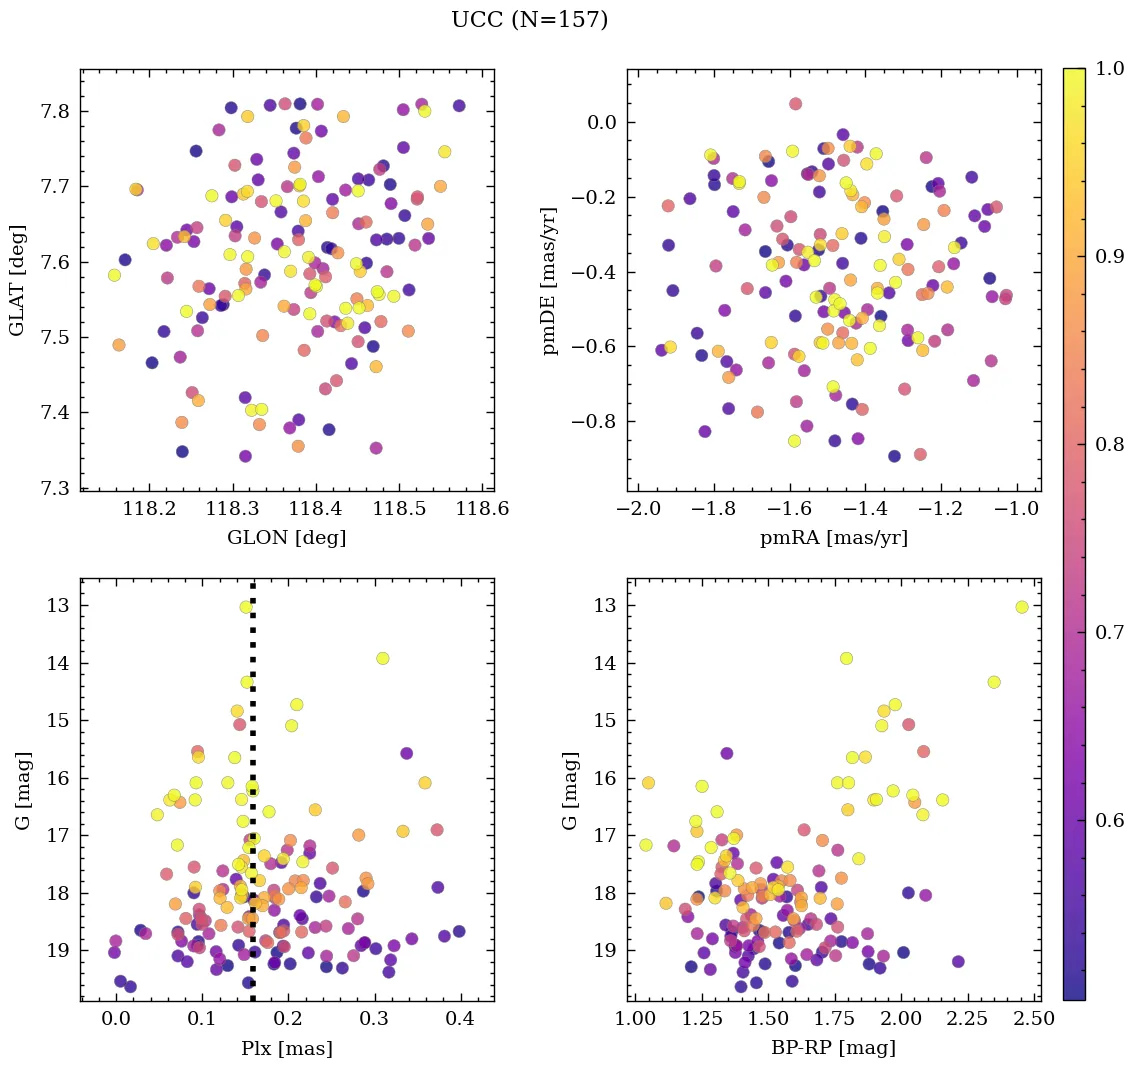 UCC (N=157)
7.8
7.7
7.6
7.5
7.4
7.3
GLAT [deg]
118.2 118.3 118.4 118.5 118.6
GLON [deg]
0.0
−0.2
−0.4
−0.6
−0.8
pmDE [mas/yr]
−2.0 −1.8 −1.6 −1.4 −1.2 −1.0
pmRA [mas/yr]
13
14
15
16
17
18
19
G [mag]
0.0 0.1 0.2 0.3 0.4
Plx [mas]
13
14
15
16
17
18
19
G [mag]
1.00 1.25 1.50 1.75 2.00 2.25 2.50
BP-RP [mag]
1.0
0.9
0.8
0.7
0.6